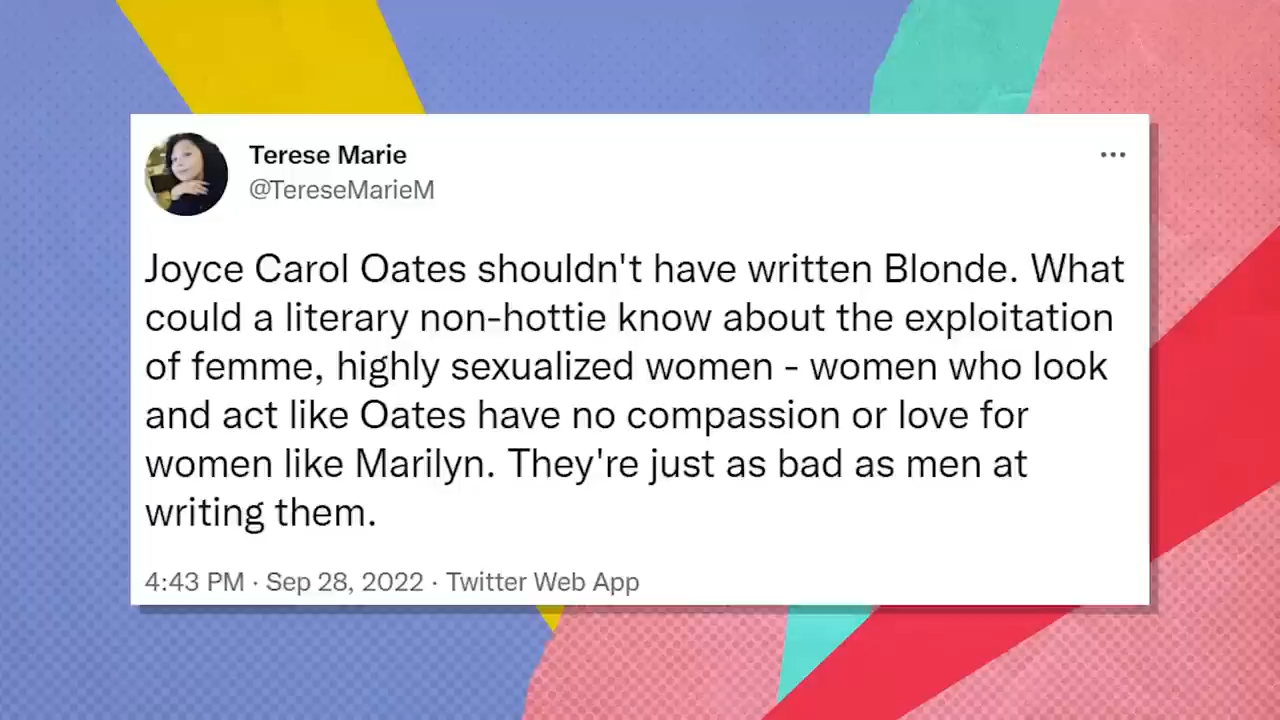 Terese Marie
@TereseMarieM
Joyce Carol Oates shouldn't have written Blonde. What
could a literary non-hottie know about the exploitation
of femme, highly sexualized women - women who look
and act like Oates have no compassion or love for
women like Marilyn. They're just as bad as men at
writing them.
4:43 PM · Sep 28, 2022 · Twitter Web App